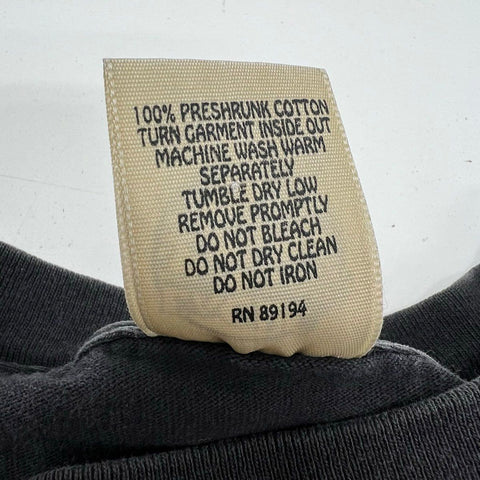 100% PRESHRUNK COTTON
TURN GARMENT INSIDE OUT
MACHINE WASH WARM
SEPARATELY
TUMBLE DRY LOW
REMOVE PROMPTLY
DO NOT BLEACH
DO NOT DRY CLEAN
DO NOT IRON
RN 89194